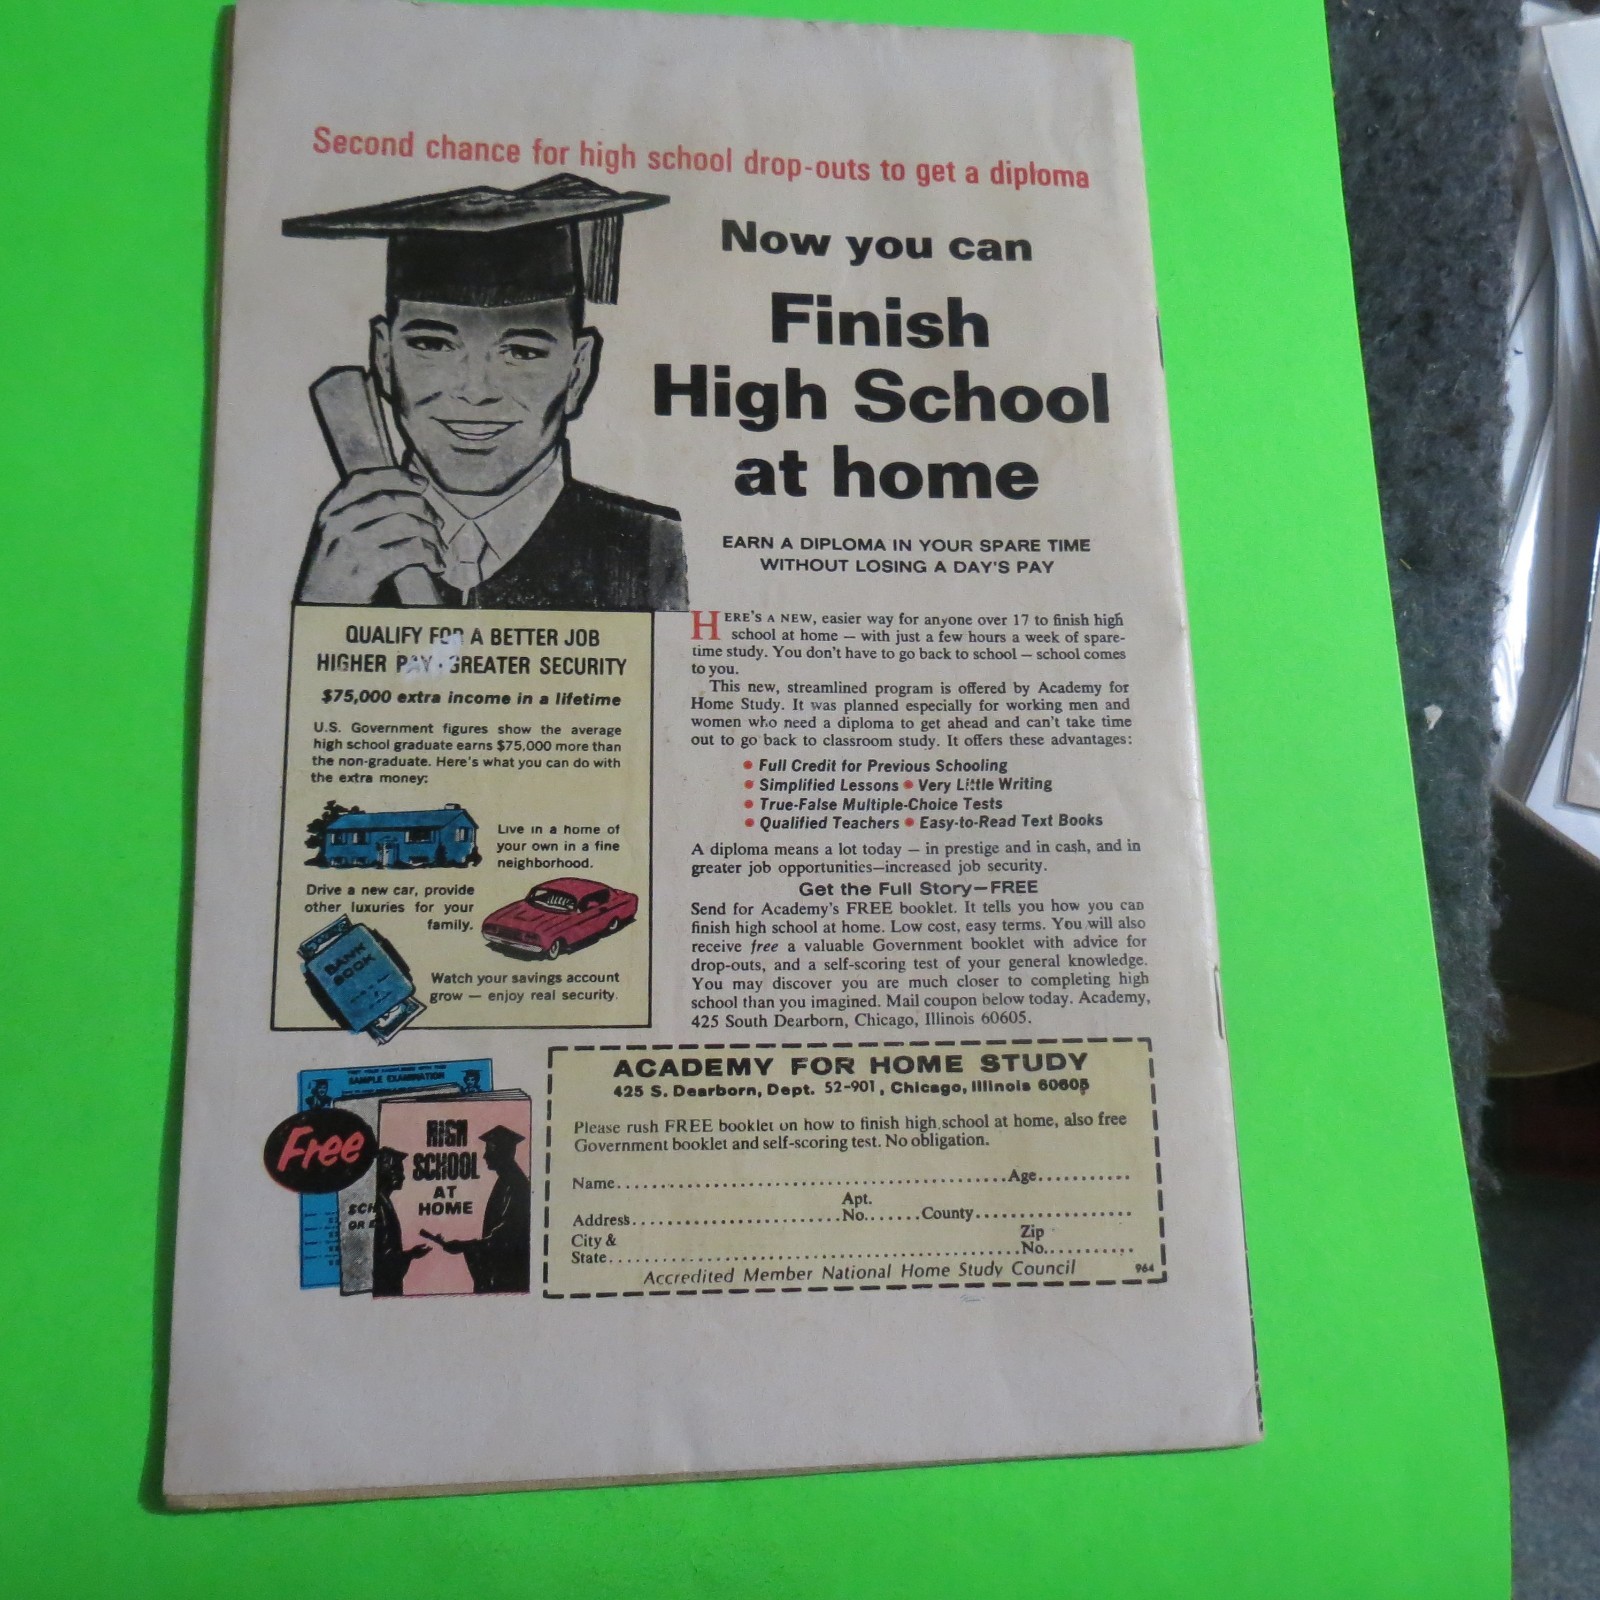 Second chance for high school drop-outs to get a diploma
Now you can
Finish
High School
at home
EARN A DIPLOMA IN YOUR SPARE TIME
WITHOUT LOSING A DAY'S PAY
QUALIFY FOR A BETTER JOB
HIGHER PAY · GREATER SECURITY
$75,000 extra income in a lifetime
U.S. Government figures show the average
high school graduate earns $75,000 more than
the non-graduate. Here's what you can do with
the extra money:
Live in a home of
your own in a fine
neighborhood.
Drive a new car, provide
other luxuries for your
family.
BANK
BOOK
Watch your savings account
grow — enjoy real security.
HERE'S A NEW, easier way for anyone over 17 to finish high
school at home — with just a few hours a week of spare-
time study. You don't have to go back to school — school comes
to you.
This new, streamlined program is offered by Academy for
Home Study. It was planned especially for working men and
women who need a diploma to get ahead and can't take time
out to go back to classroom study. It offers these advantages:
• Full Credit for Previous Schooling
• Simplified Lessons • Very Little Writing
• True-False Multiple-Choice Tests
• Qualified Teachers • Easy-to-Read Text Books
A diploma means a lot today — in prestige and in cash, and in
greater job opportunities—increased job security.
Get the Full Story—FREE
Send for Academy's FREE booklet. It tells you how you can
finish high school at home. Low cost, easy terms. You will also
receive free a valuable Government booklet with advice for
drop-outs, and a self-scoring test of your general knowledge.
You may discover you are much closer to completing high
school than you imagined. Mail coupon below today. Academy,
425 South Dearborn, Chicago, Illinois 60605.
SAMPLE EXAMINATION
Free
HIGH
SCHOOL
AT
HOME
SCH
OR E
ACADEMY FOR HOME STUDY
425 S. Dearborn, Dept. 52-901, Chicago, Illinois 60605
Please rush FREE booklet on how to finish high school at home, also free
Government booklet and self-scoring test. No obligation.
Name.......................................Age...........
Address.....................Apt. No.......County................
City & State.......................................Zip No...........
Accredited Member National Home Study Council 964